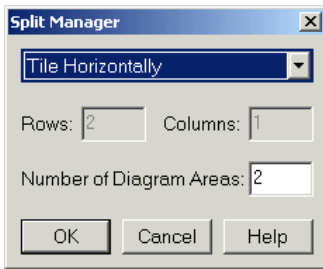 Split Manager
Tile Horizontally
Rows: 2 Columns: 1
Number of Diagram Areas: 2
OK Cancel Help